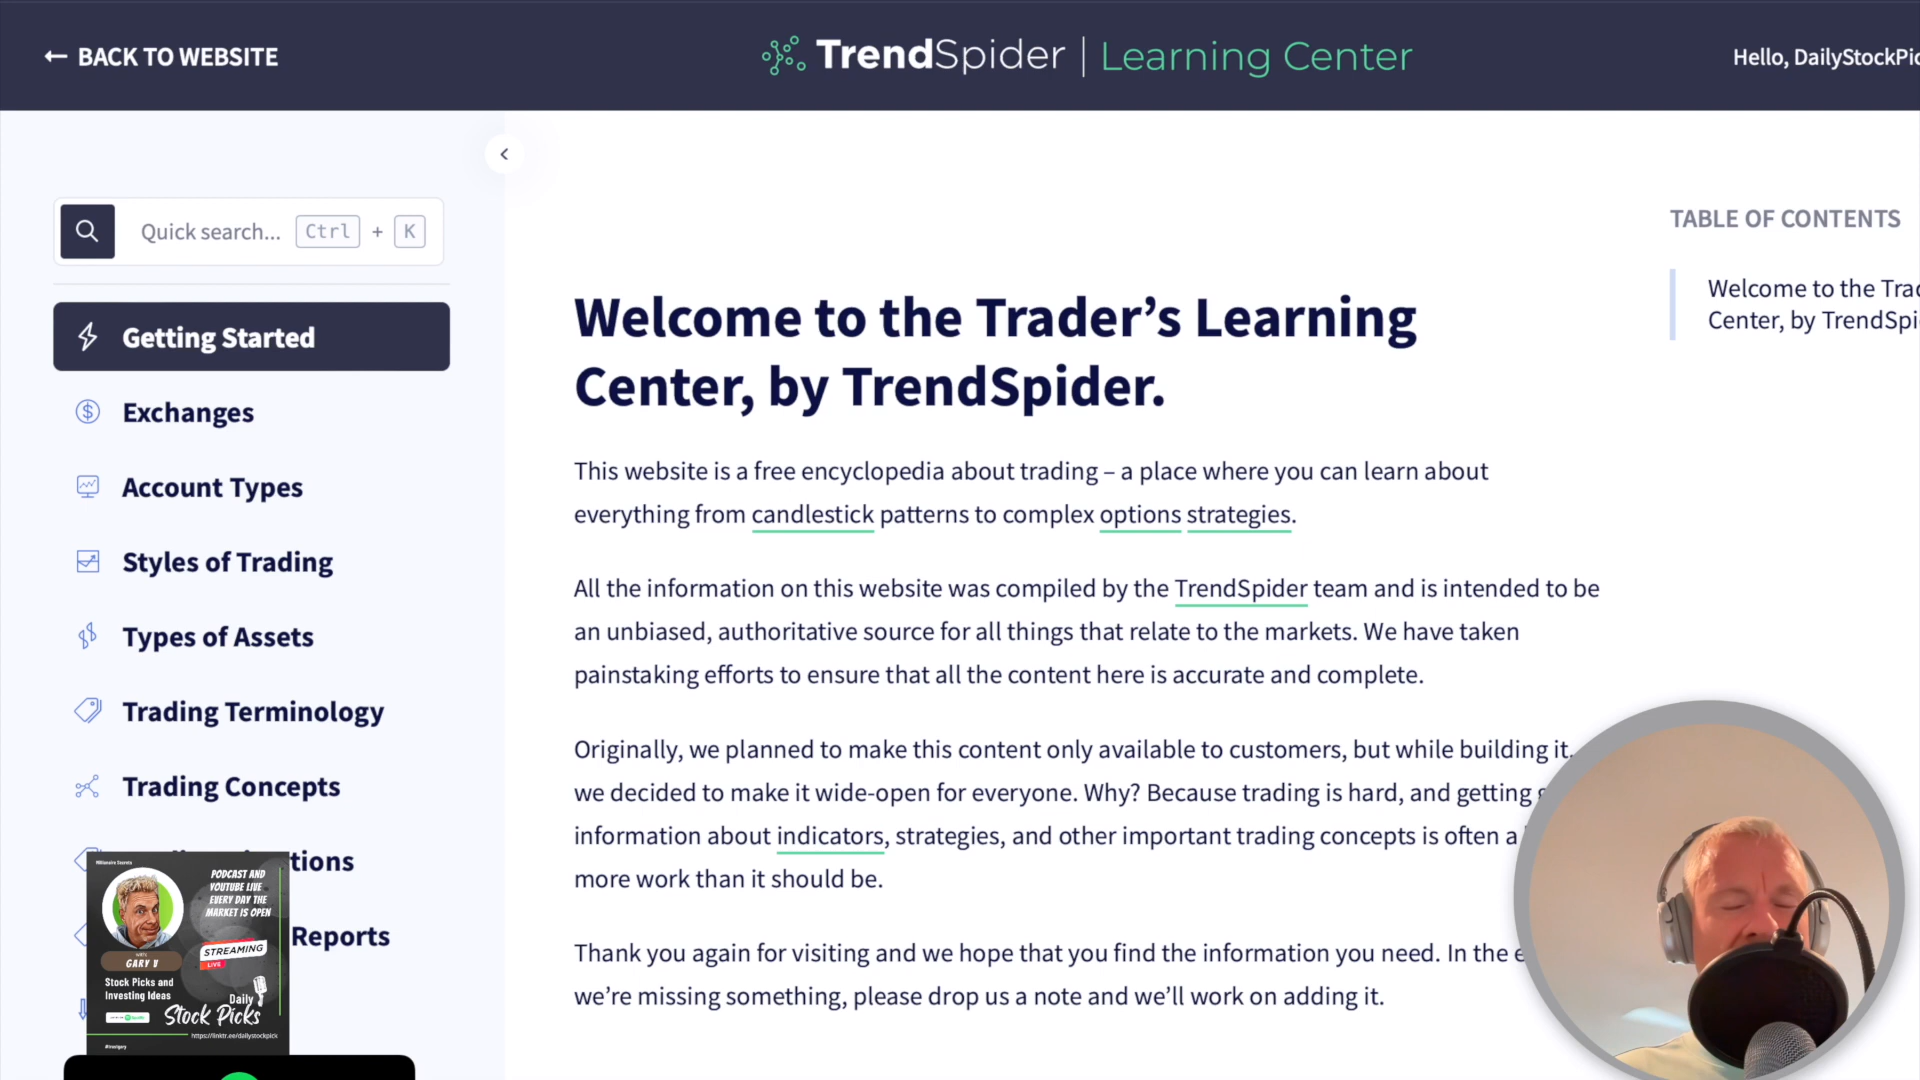 BACK TO WEBSITE
TrendSpider | Learning Center
Hello, DailyStockPic
Quick search... Ctrl + K
Getting Started
Exchanges
Account Types
Styles of Trading
Types of Assets
Trading Terminology
Trading Concepts
tions
Reports
Welcome to the Trader’s Learning
Center, by TrendSpider.
This website is a free encyclopedia about trading – a place where you can learn about
everything from candlestick patterns to complex options strategies.
All the information on this website was compiled by the TrendSpider team and is intended to be
an unbiased, authoritative source for all things that relate to the markets. We have taken
painstaking efforts to ensure that all the content here is accurate and complete.
Originally, we planned to make this content only available to customers, but while building it,
we decided to make it wide-open for everyone. Why? Because trading is hard, and getting
information about indicators, strategies, and other important trading concepts is often a
more work than it should be.
Thank you again for visiting and we hope that you find the information you need. In the e
we’re missing something, please drop us a note and we’ll work on adding it.
TABLE OF CONTENTS
Welcome to the Trad
Center, by TrendSpi
Millionaire Secrets
PODCAST AND
YOUTUBE LIVE
EVERY DAY THE
MARKET IS OPEN
STREAMING
LIVE
with
GARY V
Stock Picks and
Investing Ideas
Daily
Stock Picks
https://linktr.ee/dailystockpick